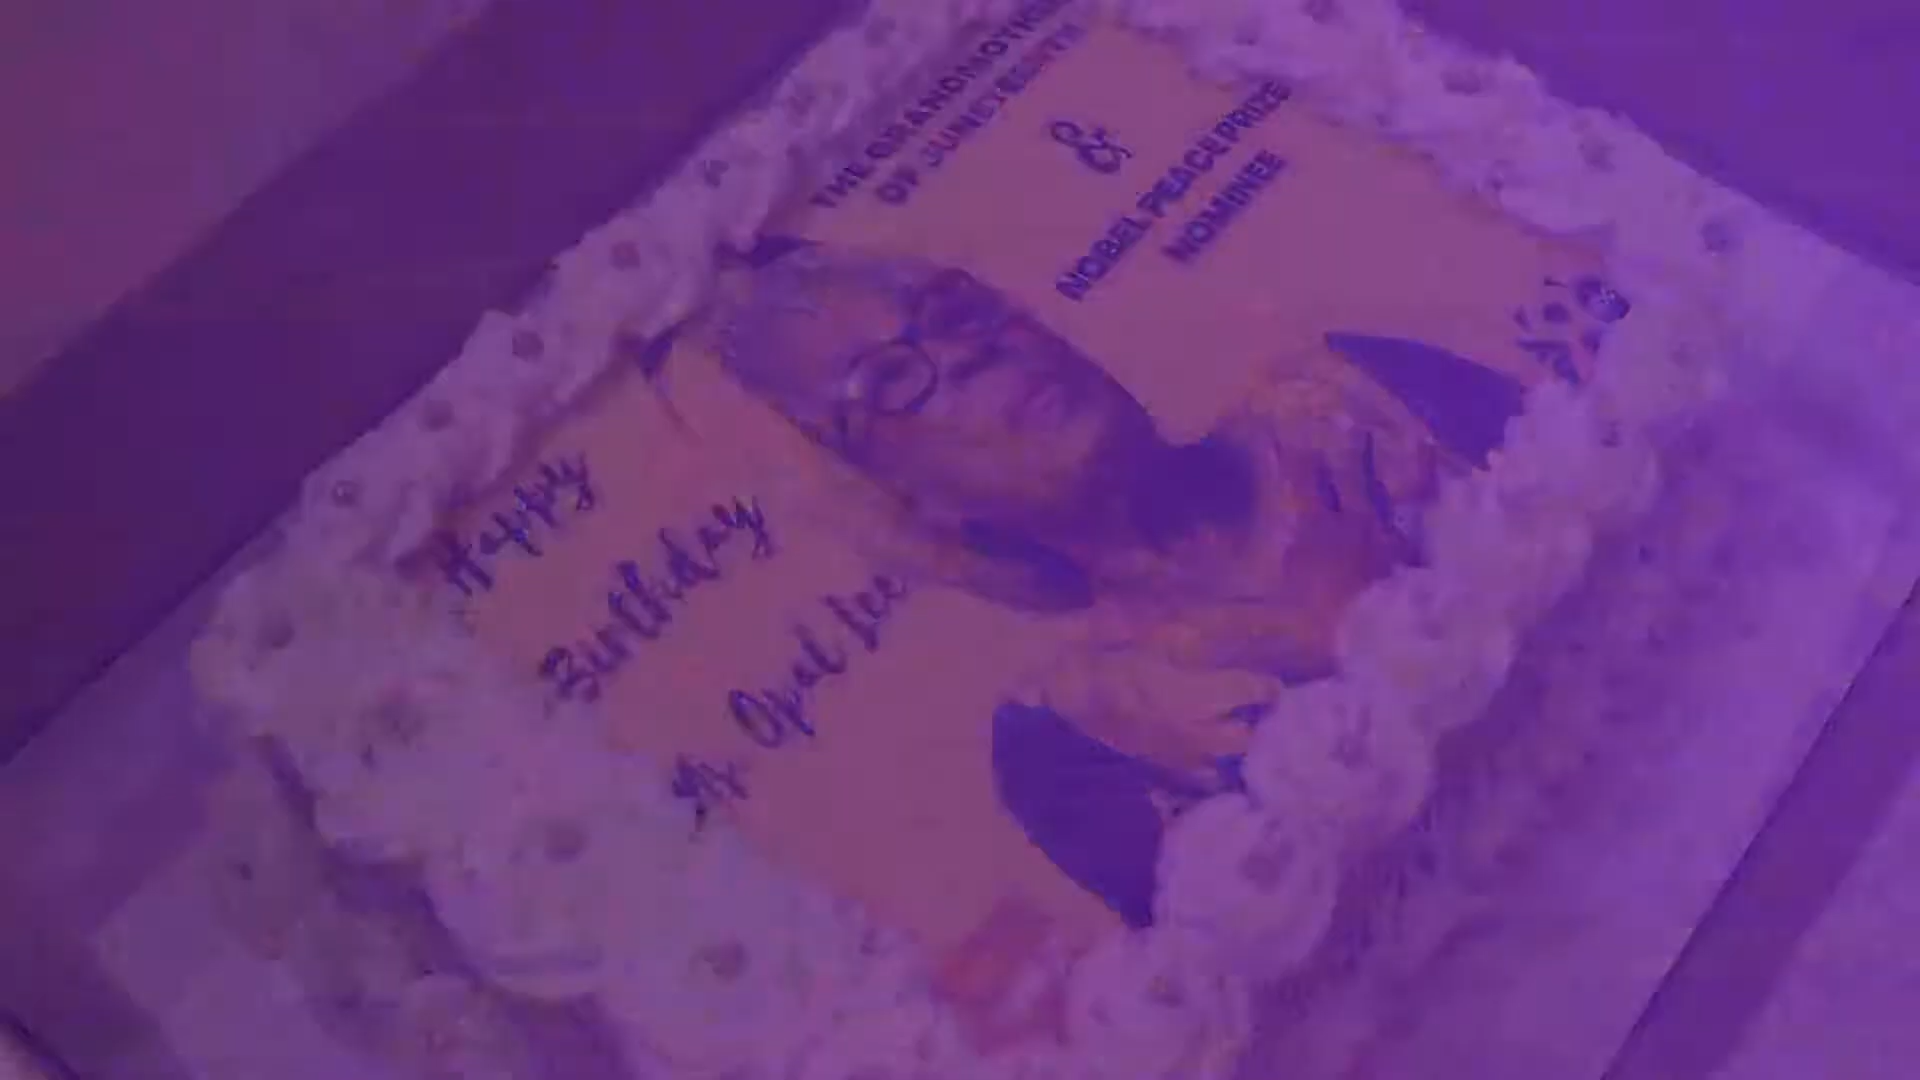 THE GRANDMOTHER
OF JUNETEENTH
&
NOBEL PEACE PRIZE
NOMINEE
Happy
Birthday
Opal Lee